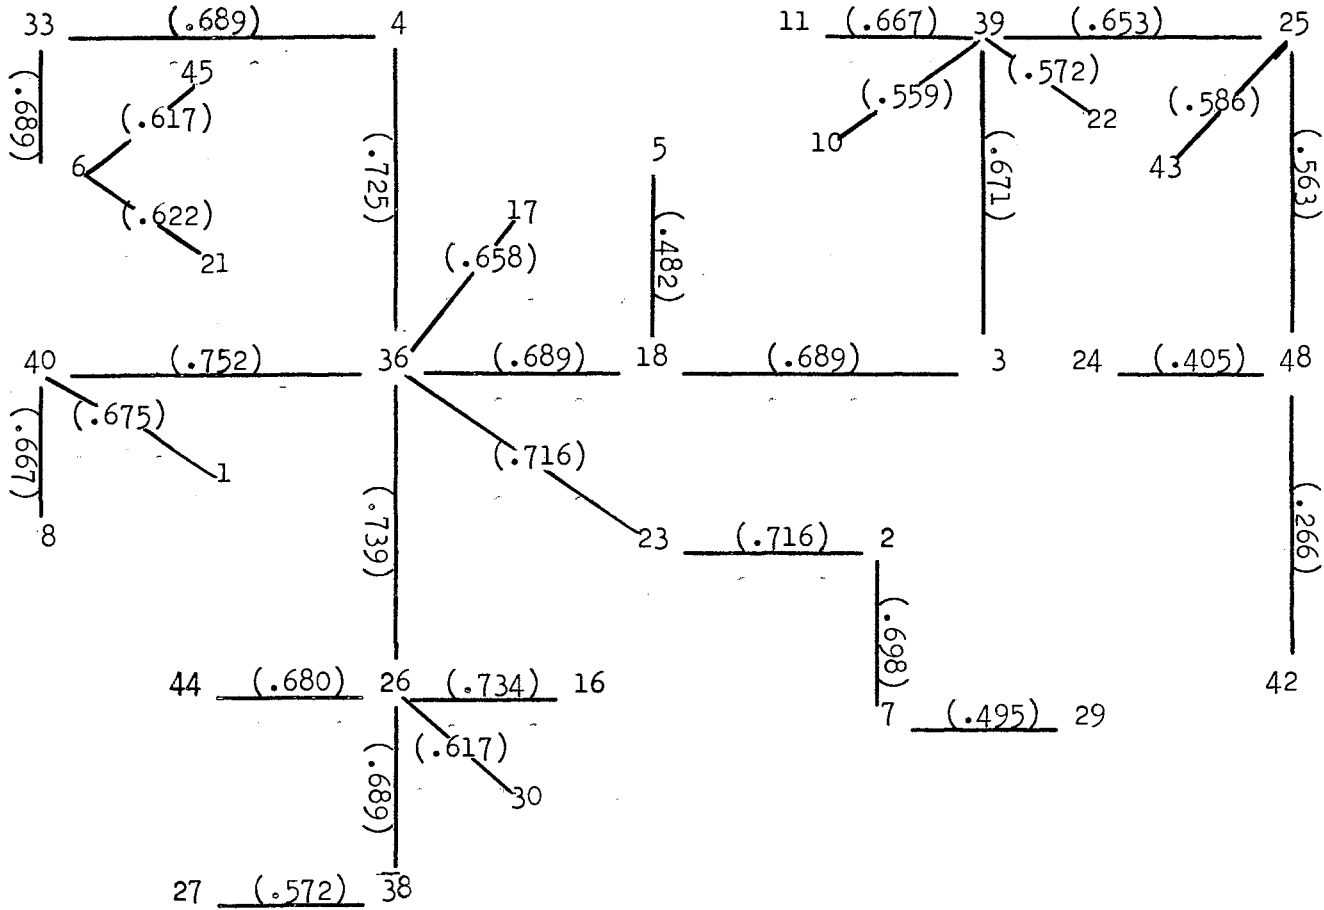 33 (.689) 4 11 (.667) 39 (.653) 25
(.689) 45 (.572)
(.617) (.559) (.586)
22
(.725) 5 10 (.671) (.563)
6 43
(.622) 17
21 (.658) (.482)
40 (.752) 36 (.689) 18 (.689) 3 24 (.405) 48
(.675)
(.667) (.716)
1
8 (.739) 23 (.716) 2 (.266)
(.698)
44 (.680) 26 (.734) 16 42
7 (.495) 29
(.617)
(.689) 30
27 (.572) 38